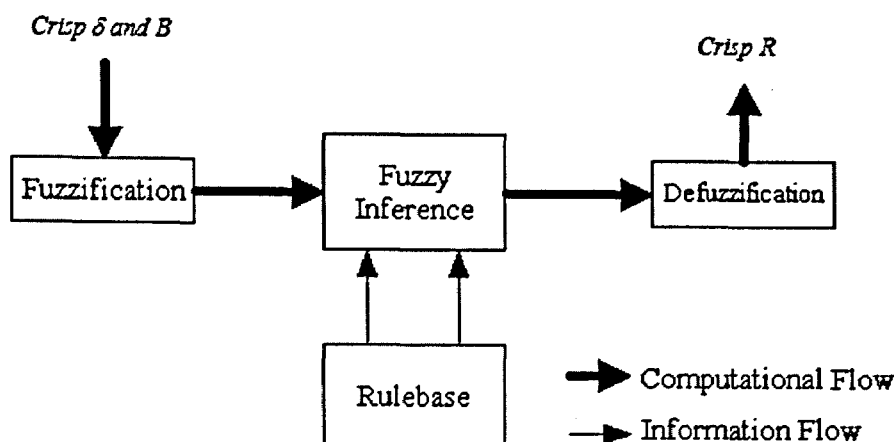 Crisp δ and B
Crisp R
Fuzzification
Fuzzy
Inference
Defuzzification
Rulebase
Computational Flow
Information Flow